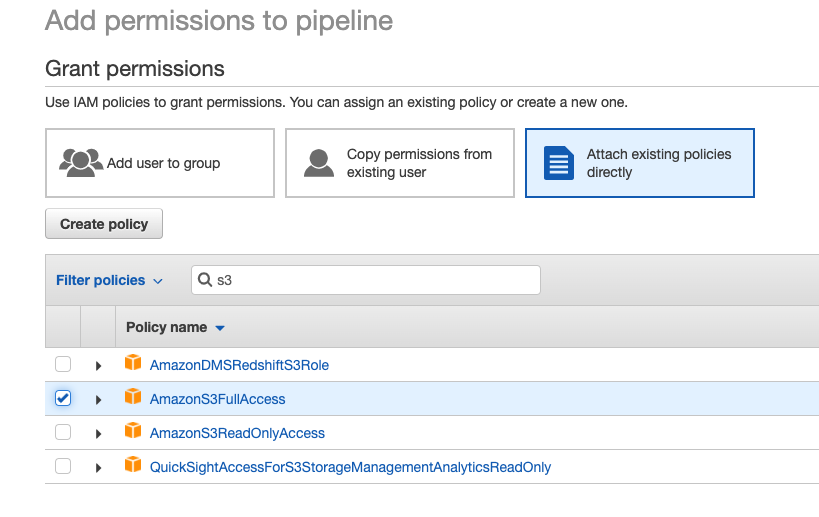 Add permissions to pipeline
Grant permissions
Use IAM policies to grant permissions. You can assign an existing policy or create a new one.
Add user to group
Copy permissions from
existing user
Attach existing policies
directly
Create policy
Filter policies
s3
Policy name
AmazonDMSRedshiftS3Role
AmazonS3FullAccess
AmazonS3ReadOnlyAccess
QuickSightAccessForS3StorageManagementAnalyticsReadOnly